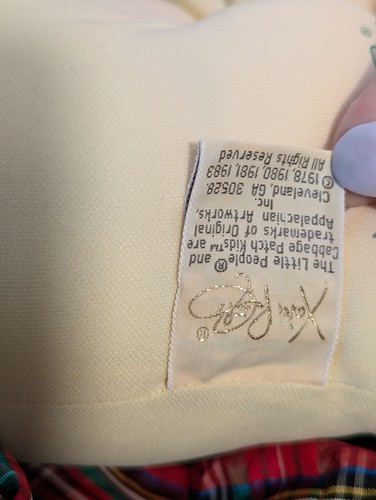 Xavier Roberts ®
The Little People® and
Cabbage Patch Kids™ are
trademarks of Original
Appalachian Artworks,
Inc.
Cleveland, GA 30528.
© 1978, 1980, 1981, 1983
All Rights Reserved